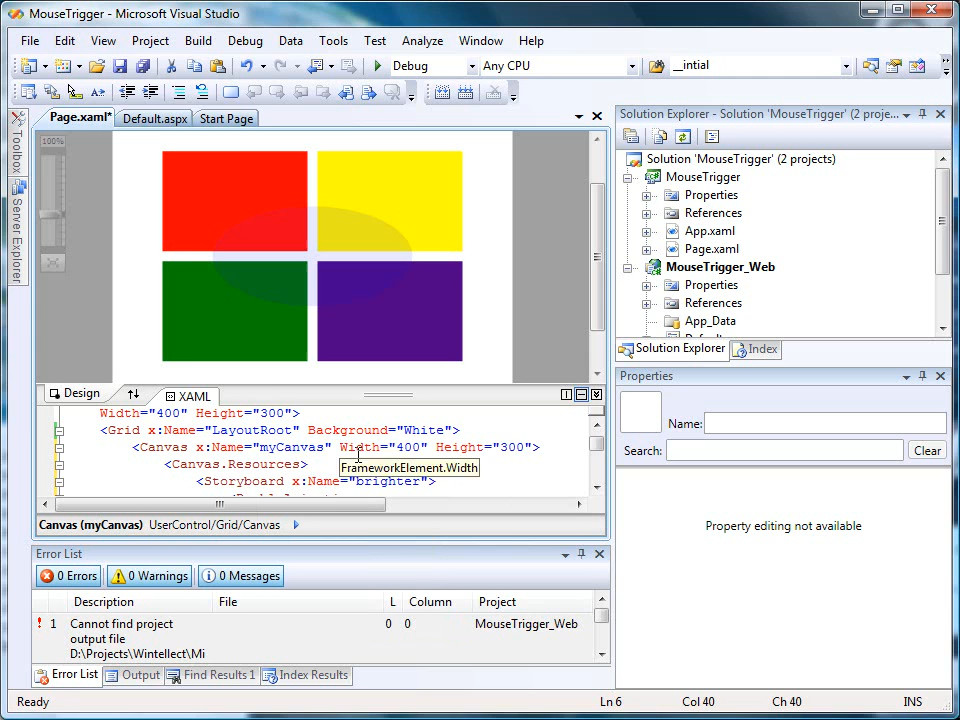 MouseTrigger - Microsoft Visual Studio
File Edit View Project Build Debug Data Tools Test Analyze Window Help
Debug Any CPU __intial
Page.xaml* Default.aspx Start Page
Toolbox
Server Explorer
100%
Design XAML
Width="400" Height="300">
<Grid x:Name="LayoutRoot" Background="White">
<Canvas x:Name="myCanvas" Width="400" Height="300">
<Canvas.Resources>
FrameworkElement.Width
<Storyboard x:Name="brighter">
Canvas (myCanvas) UserControl/Grid/Canvas
Error List
0 Errors 0 Warnings 0 Messages
Description File L Column Project
1 Cannot find project 0 0 MouseTrigger_Web
output file
D:\Projects\Wintellect\Mi
Error List Output Find Results 1 Index Results
Solution Explorer - Solution 'MouseTrigger' (2 proje...
Solution 'MouseTrigger' (2 projects)
MouseTrigger
Properties
References
App.xaml
Page.xaml
MouseTrigger_Web
Properties
References
App_Data
Solution Explorer Index
Properties
Name:
Search: Clear
Property editing not available
Ready Ln 6 Col 40 Ch 40 INS